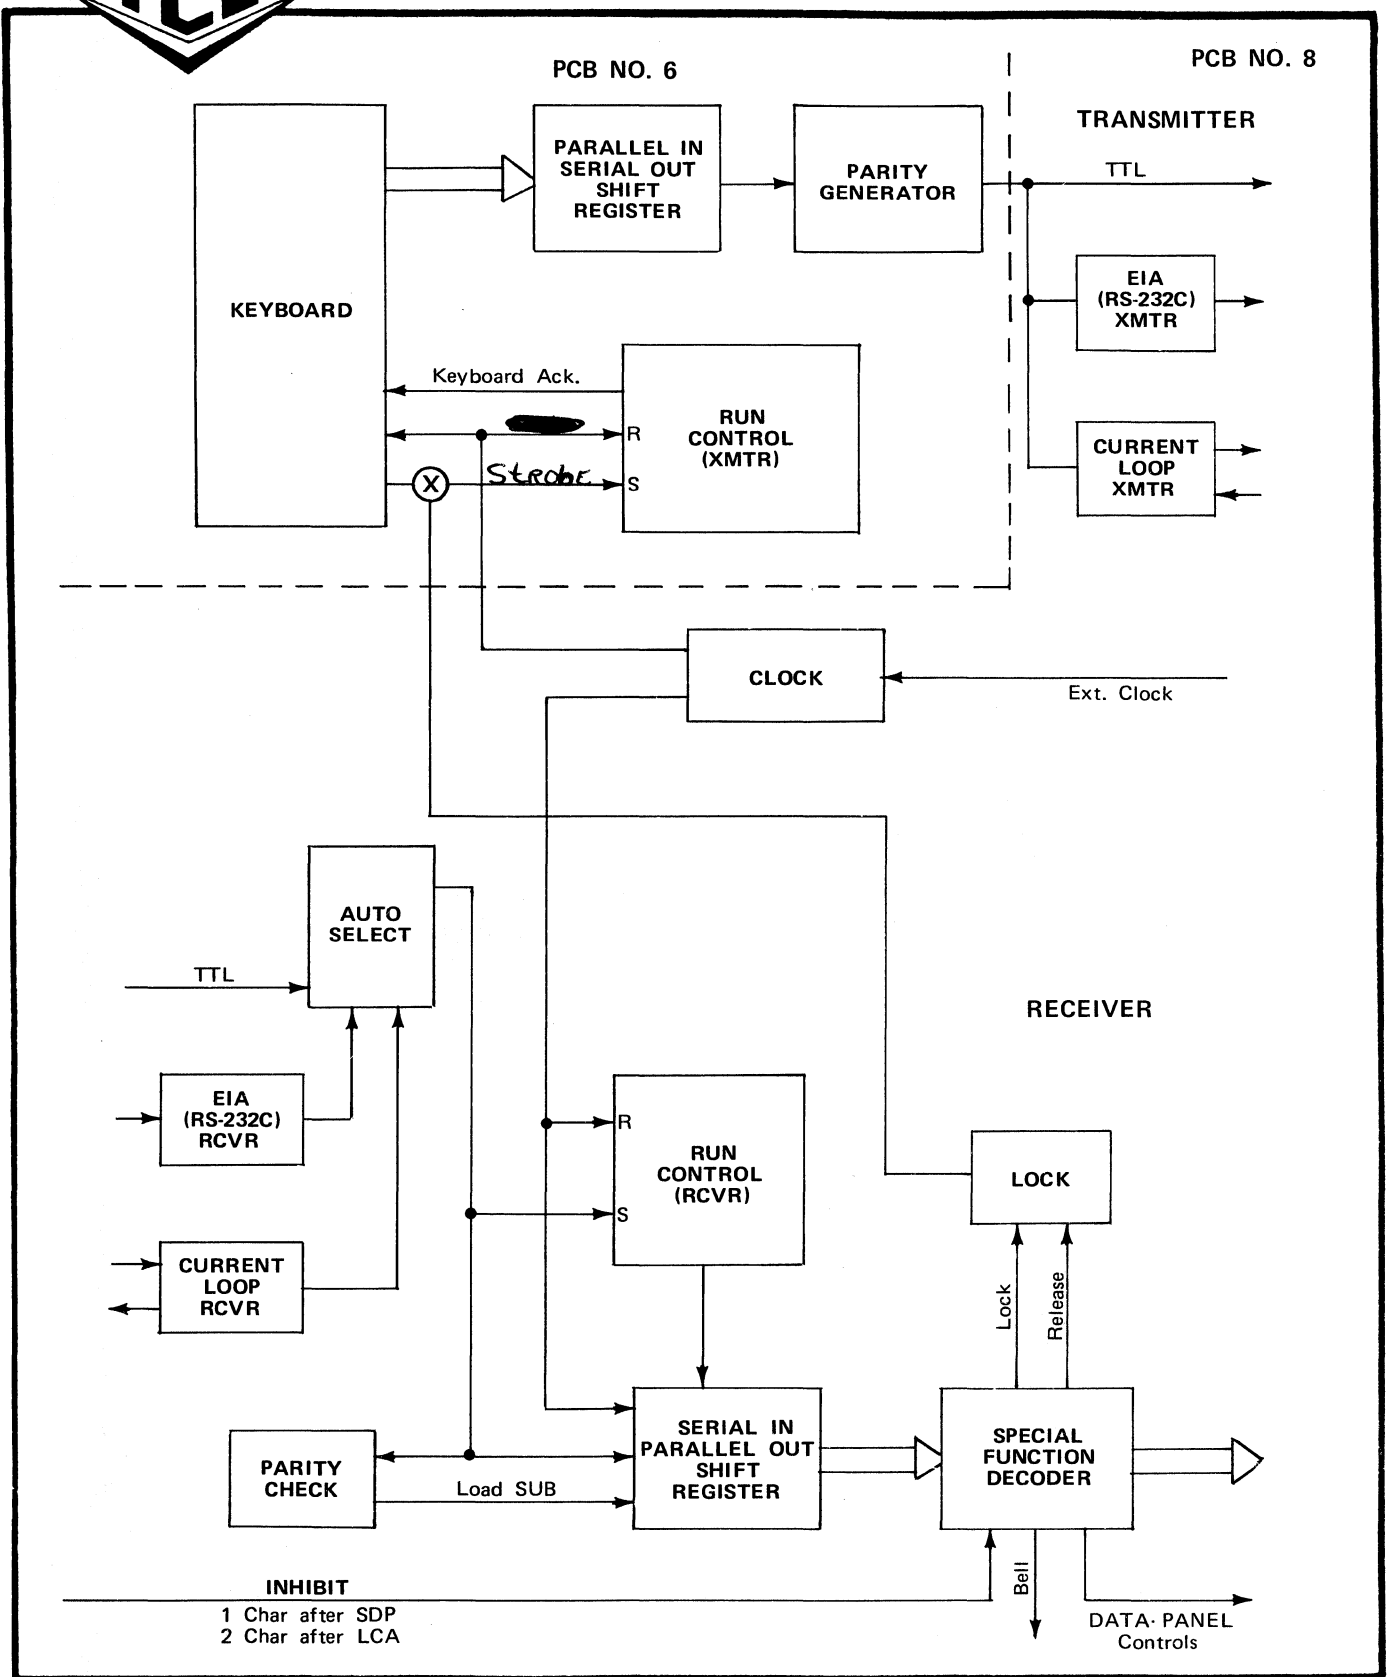 PCB NO. 6
PCB NO. 8
TRANSMITTER
KEYBOARD
PARALLEL IN
SERIAL OUT
SHIFT
REGISTER
PARITY
GENERATOR
TTL
EIA
(RS-232C)
XMTR
Keyboard Ack.
R
StRobE
S
RUN
CONTROL
(XMTR)
CURRENT
LOOP
XMTR
CLOCK
Ext. Clock
X
AUTO
SELECT
TTL
RECEIVER
EIA
(RS-232C)
RCVR
R
RUN
CONTROL
(RCVR)
S
LOCK
CURRENT
LOOP
RCVR
Lock
Release
PARITY
CHECK
Load SUB
SERIAL IN
PARALLEL OUT
SHIFT
REGISTER
SPECIAL
FUNCTION
DECODER
INHIBIT
1 Char after SDP
2 Char after LCA
Bell
DATA-PANEL
Controls